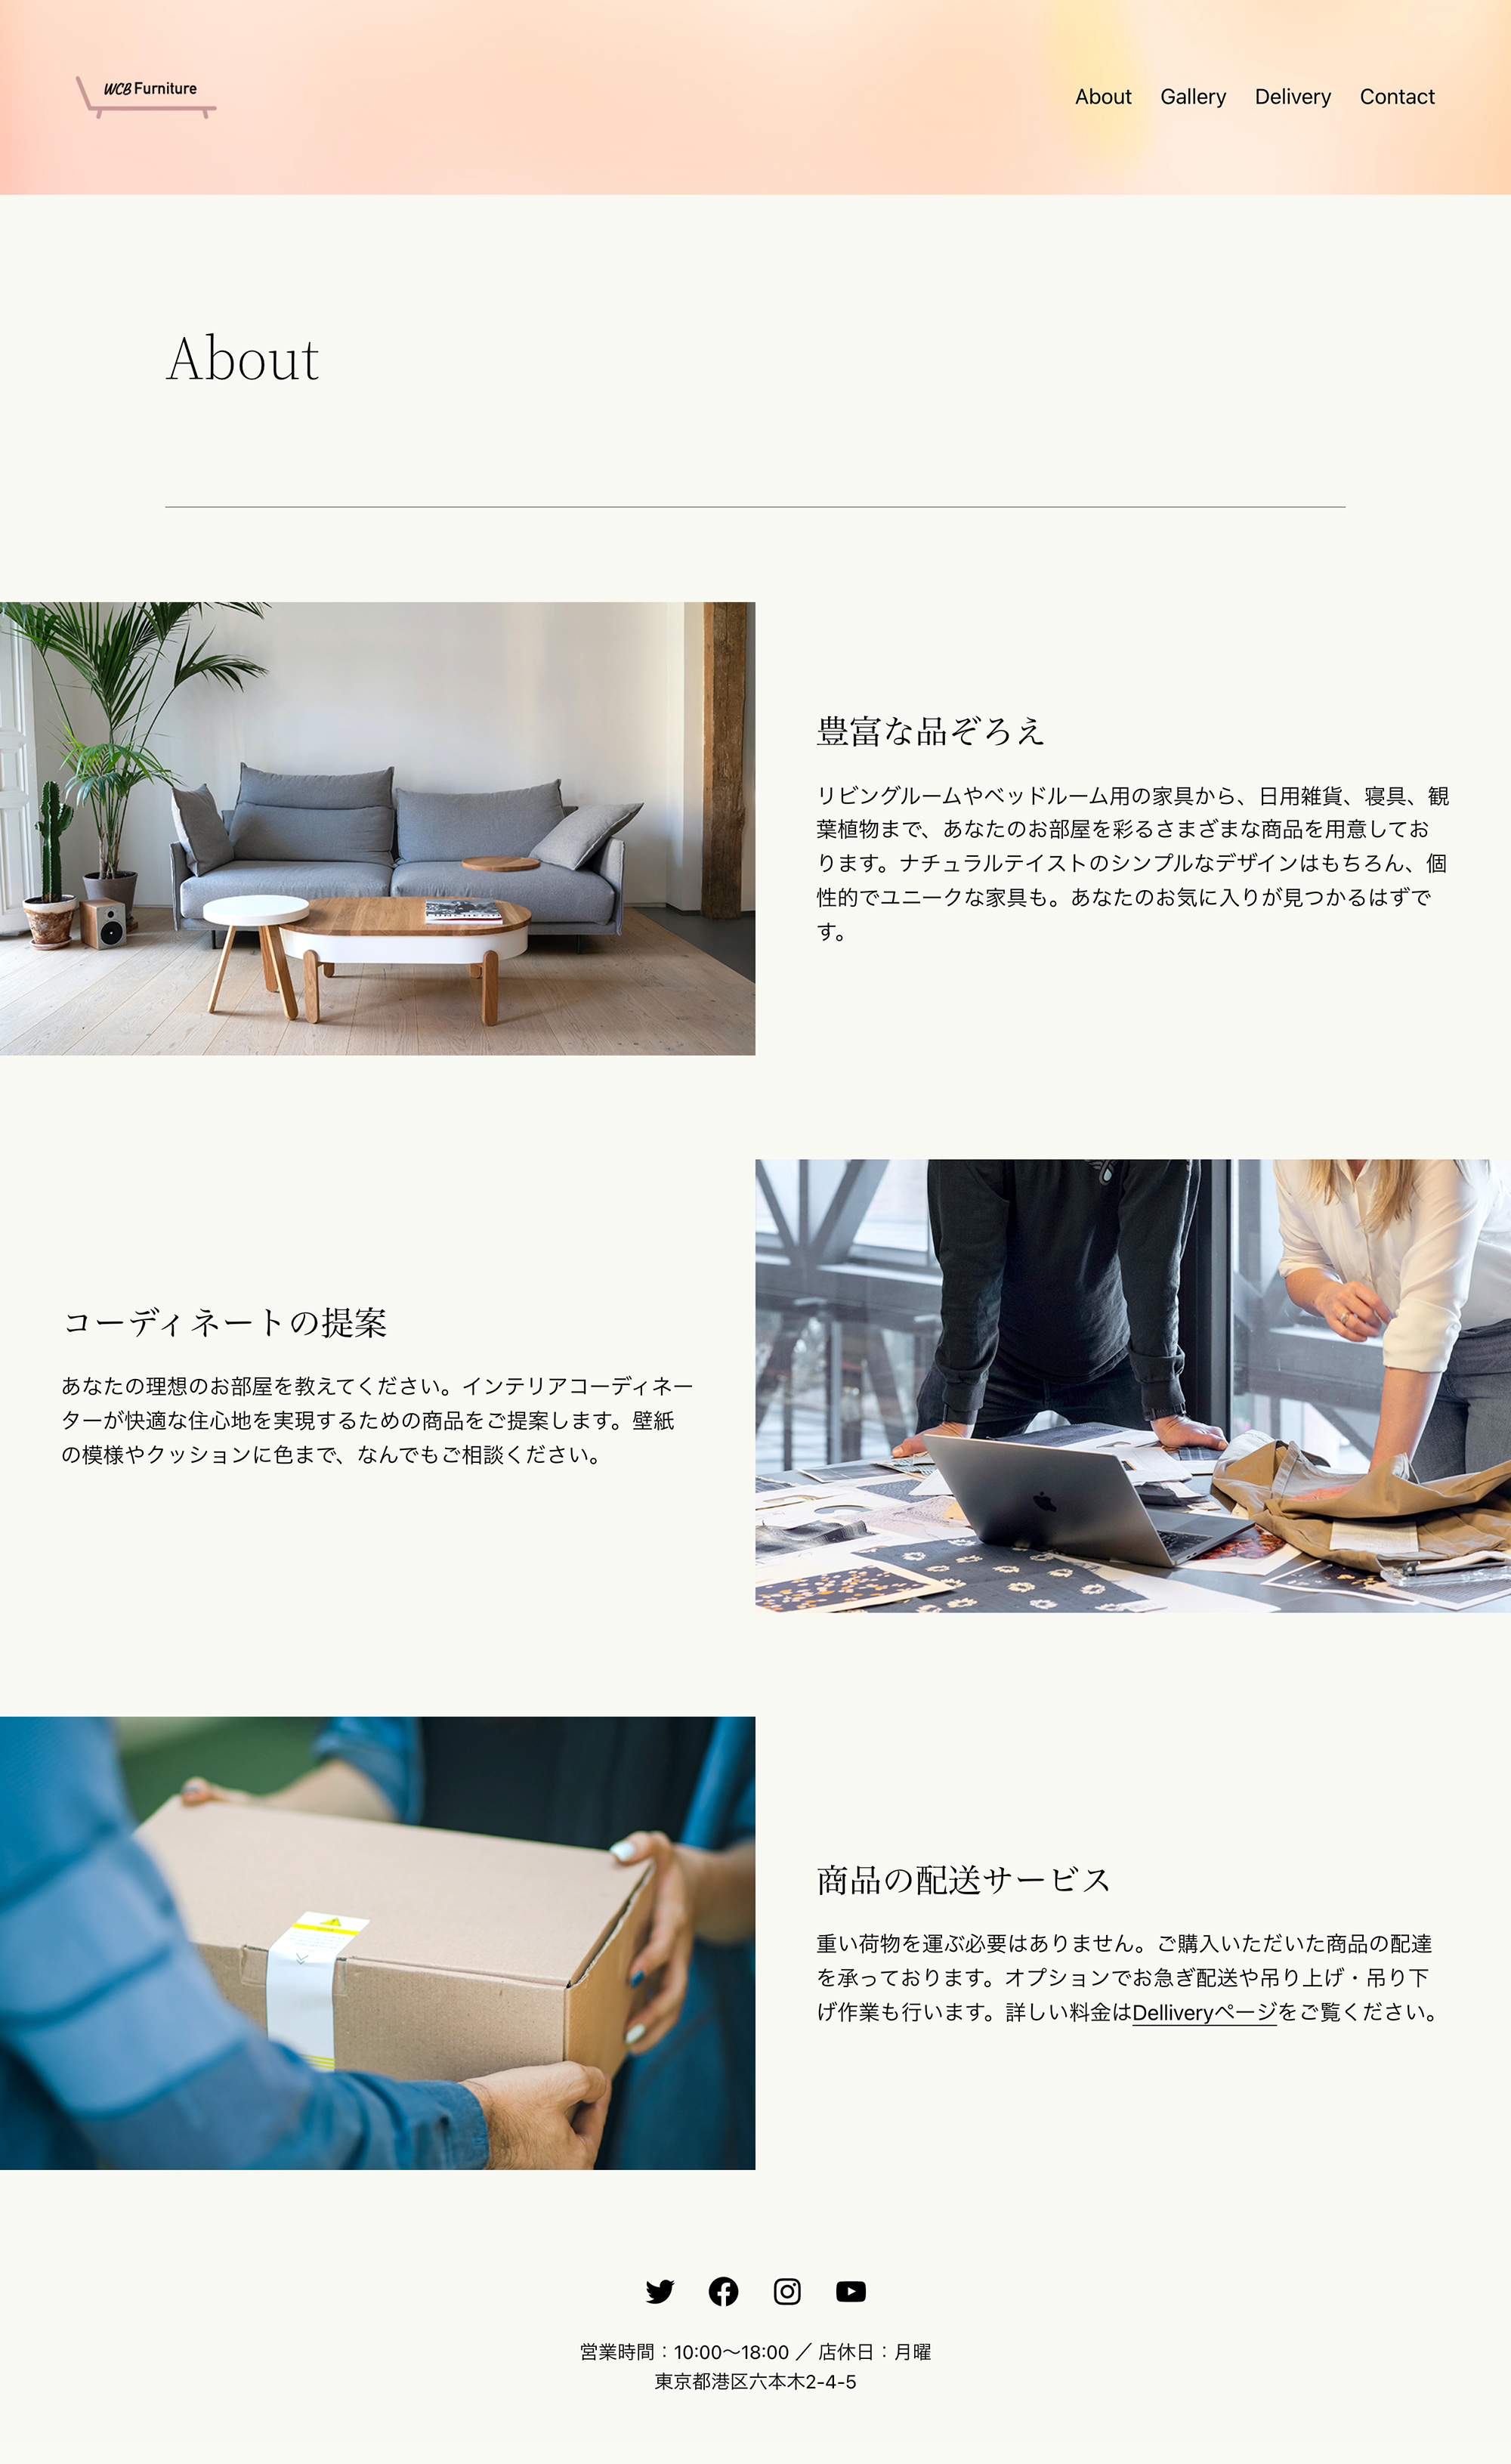 WCB Furniture
About Gallery Delivery Contact
About
豊富な品ぞろえ
リビングルームやベッドルーム用の家具から、日用雑貨、寝具、観
葉植物まで、あなたのお部屋を彩るさまざまな商品を用意してお
ります。ナチュラルテイストのシンプルなデザインはもちろん、個
性的でユニークな家具も。あなたのお気に入りが見つかるはずで
す。
コーディネートの提案
あなたの理想のお部屋を教えてください。インテリアコーディネー
ターが快適な住心地を実現するための商品をご提案します。壁紙
の模様やクッションに色まで、なんでもご相談ください。
商品の配送サービス
重い荷物を運ぶ必要はありません。ご購入いただいた商品の配達
を承っております。オプションでお急ぎ配送や吊り上げ・吊り下
げ作業も行います。詳しい料金はDelliveryページをご覧ください。
営業時間：10:00〜18:00 ／ 店休日：月曜
東京都港区六本木2-4-5